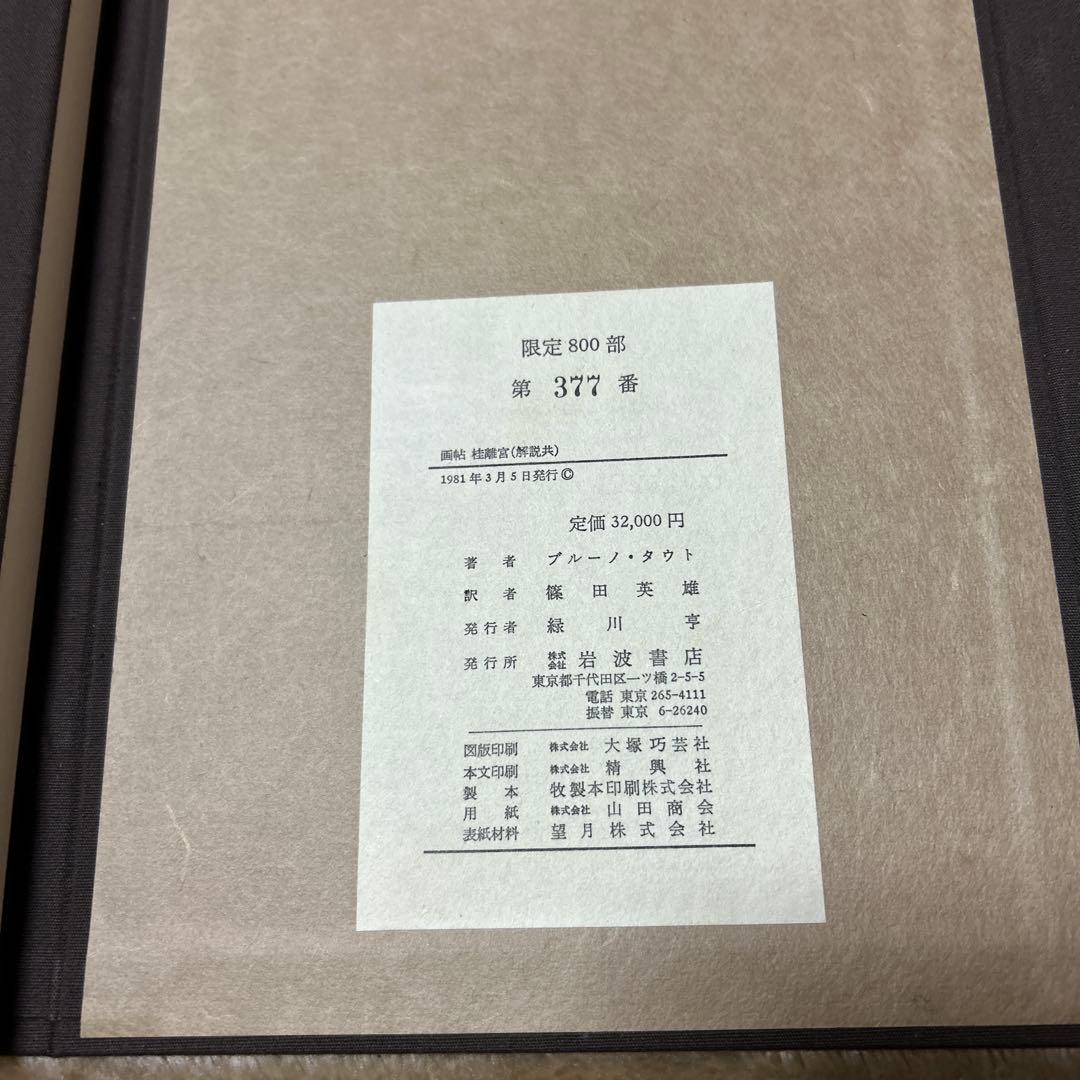 限定800部
第 377 番
画帖 桂離宮(解説共)
1981年3月5日発行©
定価32,000円
著者 ブルーノ・タウト
訳者 篠田英雄
発行者 緑川亨
発行所 株式会社 岩波書店
東京都千代田区一ツ橋2-5-5
電話 東京 265-4111
振替 東京 6-26240
図版印刷 株式会社 大塚巧芸社
本文印刷 株式会社 精興社
製本 牧製本印刷株式会社
用紙 株式会社 山田商会
表紙材料 望月株式会社